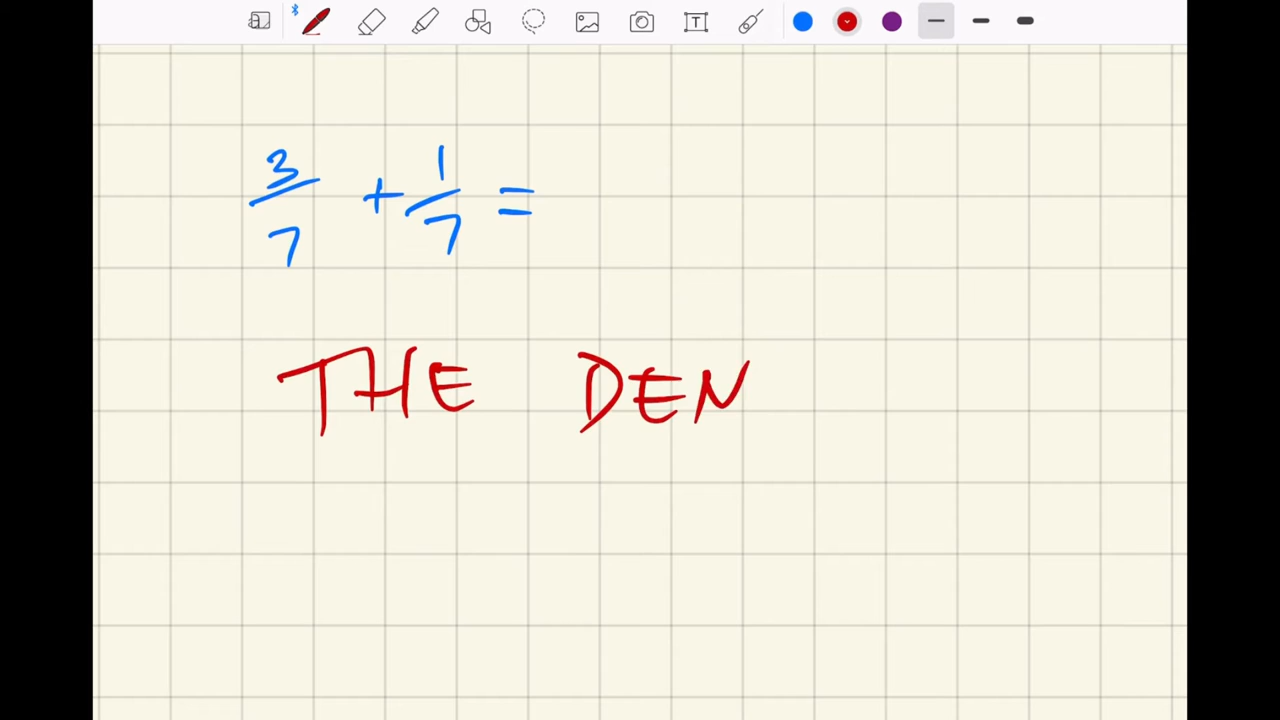 3/7 + 1/7 =
THE DEN